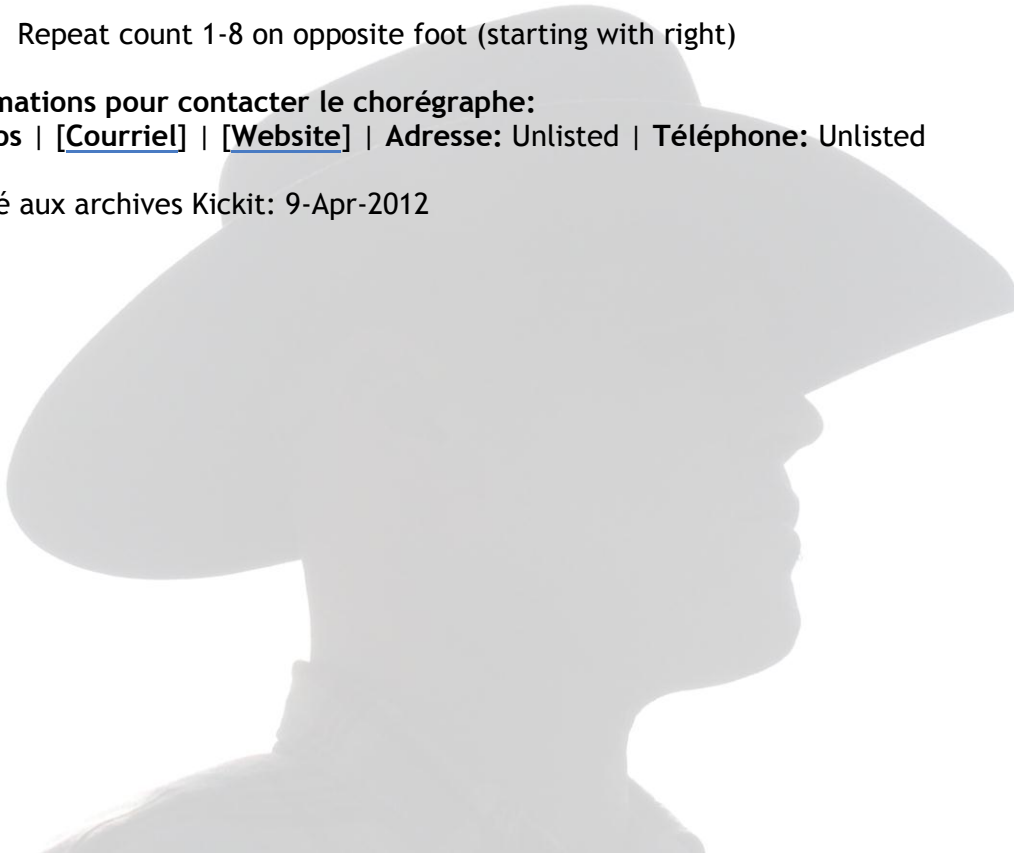 Repeat count 1-8 on opposite foot (starting with right)
mations pour contacter le chorégraphe:
os | [Courriel] | [Website] | Adresse: Unlisted | Téléphone: Unlisted
é aux archives Kickit: 9-Apr-2012